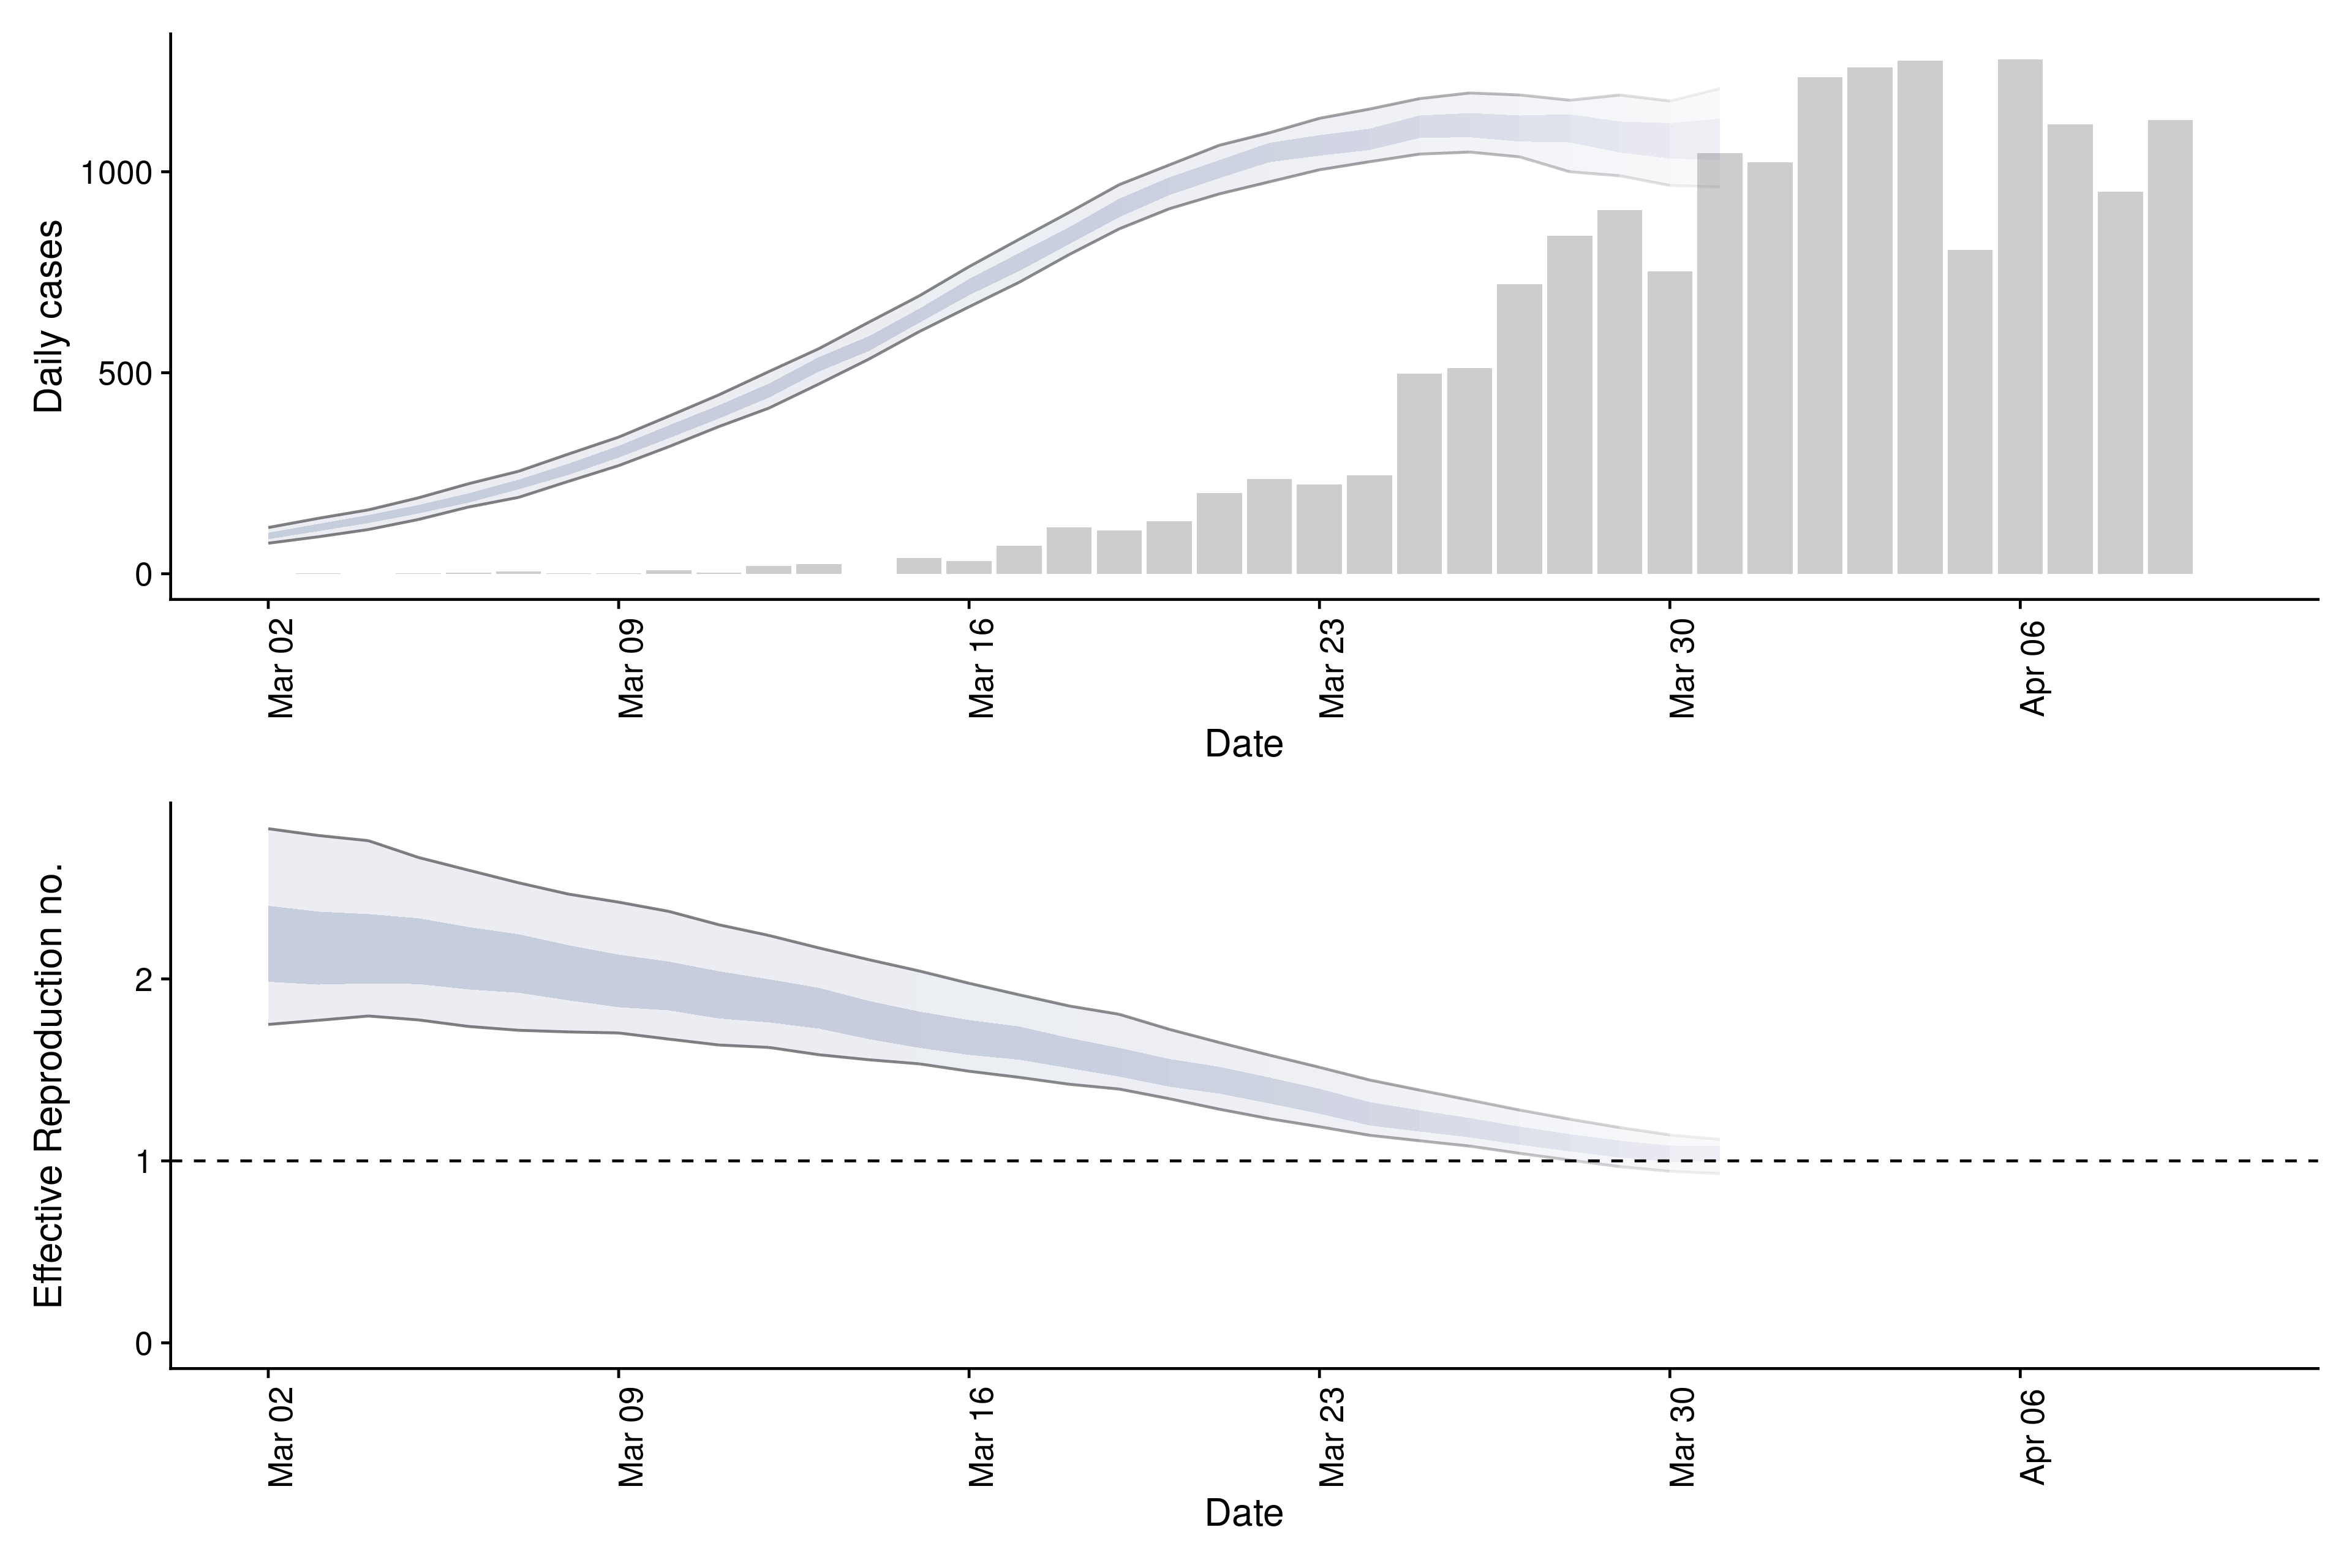 Daily cases
1000
500
0
Mar 02
Mar 09
Mar 16
Mar 23
Mar 30
Apr 06
Date
Effective Reproduction no.
2
1
0
Mar 02
Mar 09
Mar 16
Mar 23
Mar 30
Apr 06
Date